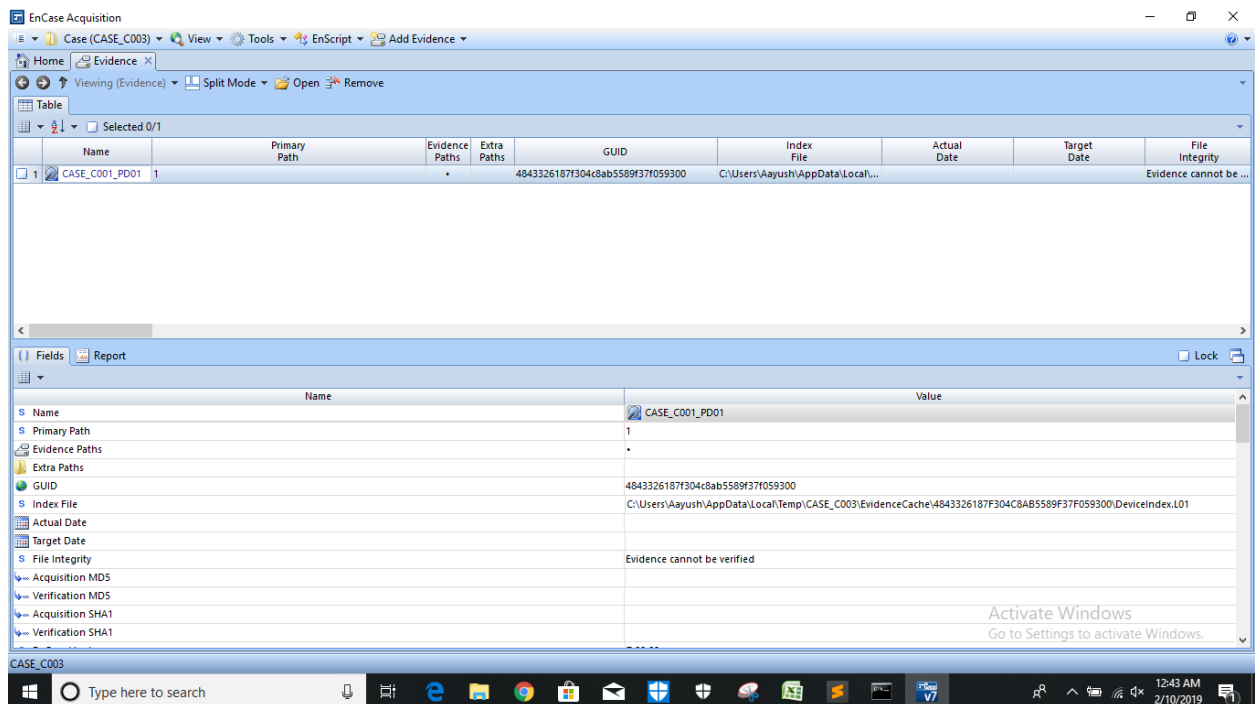 EnCase Acquisition
Case (CASE_C003) View Tools EnScript Add Evidence
Home Evidence
Viewing (Evidence) Split Mode Open Remove
Table
Selected 0/1
Name Primary Path Evidence Paths Extra Paths GUID Index File Actual Date Target Date File Integrity
1 CASE_C001_PD01 1 • 4843326187f304c8ab5589f37f059300 C:\Users\Aayush\AppData\Local\... Evidence cannot be ...
Fields Report Lock
Name Value
Name CASE_C001_PD01
Primary Path 1
Evidence Paths •
Extra Paths
GUID 4843326187f304c8ab5589f37f059300
Index File C:\Users\Aayush\AppData\Local\Temp\CASE_C003\EvidenceCache\4843326187F304C8AB5589F37F059300\DeviceIndex.L01
Actual Date
Target Date
File Integrity Evidence cannot be verified
Acquisition MD5
Verification MD5
Acquisition SHA1
Verification SHA1
Activate Windows
Go to Settings to activate Windows.
CASE_C003
Type here to search
V7
12:43 AM
2/10/2019